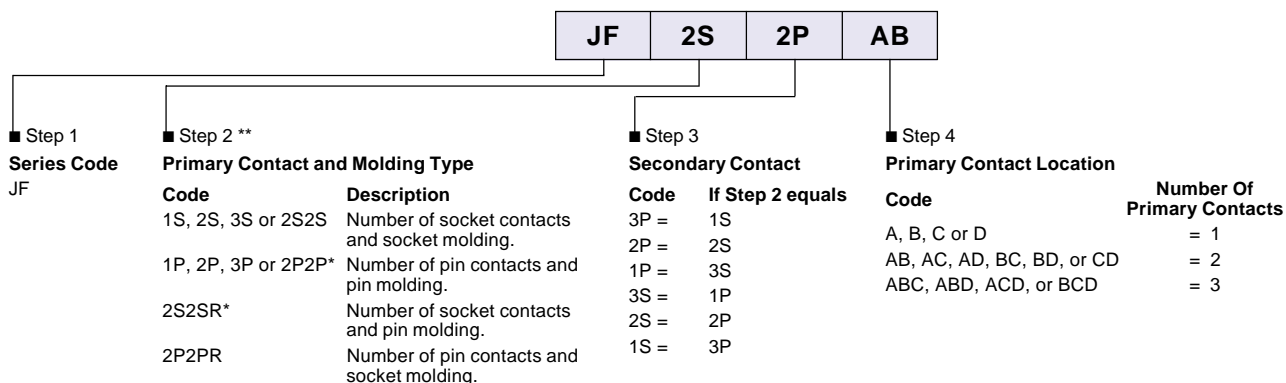 JF 2S 2P AB
■ Step 1
Series Code
JF
■ Step 2 **
Primary Contact and Molding Type
Code Description
1S, 2S, 3S or 2S2S Number of socket contacts
and socket molding.
1P, 2P, 3P or 2P2P* Number of pin contacts and
pin molding.
2S2SR* Number of socket contacts
and pin molding.
2P2PR Number of pin contacts and
socket molding.
■ Step 3
Secondary Contact
Code If Step 2 equals
3P = 1S
2P = 2S
1P = 3S
3S = 1P
2S = 2P
1S = 3P
■ Step 4
Primary Contact Location
Code Number Of
Primary Contacts
A, B, C or D = 1
AB, AC, AD, BC, BD, or CD = 2
ABC, ABD, ACD, or BCD = 3